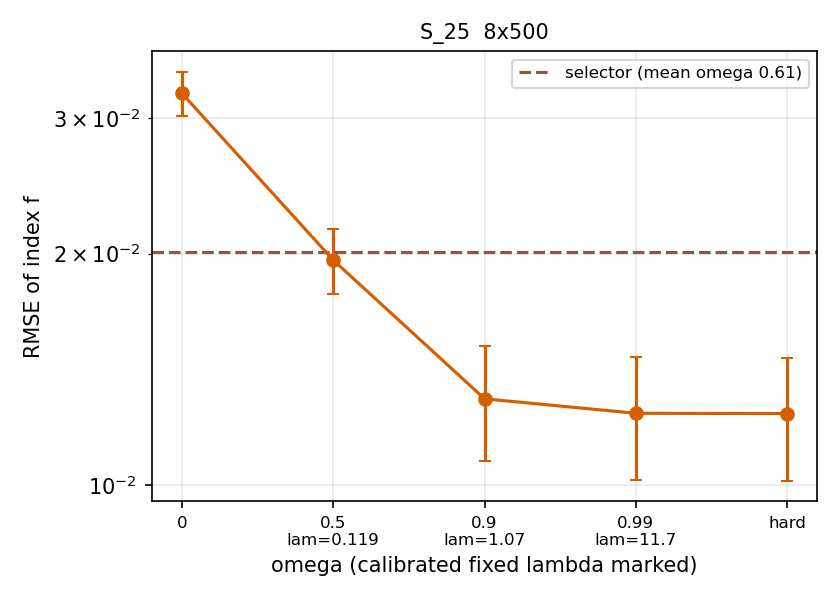 S_25  8x500
selector (mean omega 0.61)
RMSE of index f
3 × 10⁻²
2 × 10⁻²
10⁻²
0
0.5
lam=0.119
0.9
lam=1.07
0.99
lam=11.7
hard
omega (calibrated fixed lambda marked)